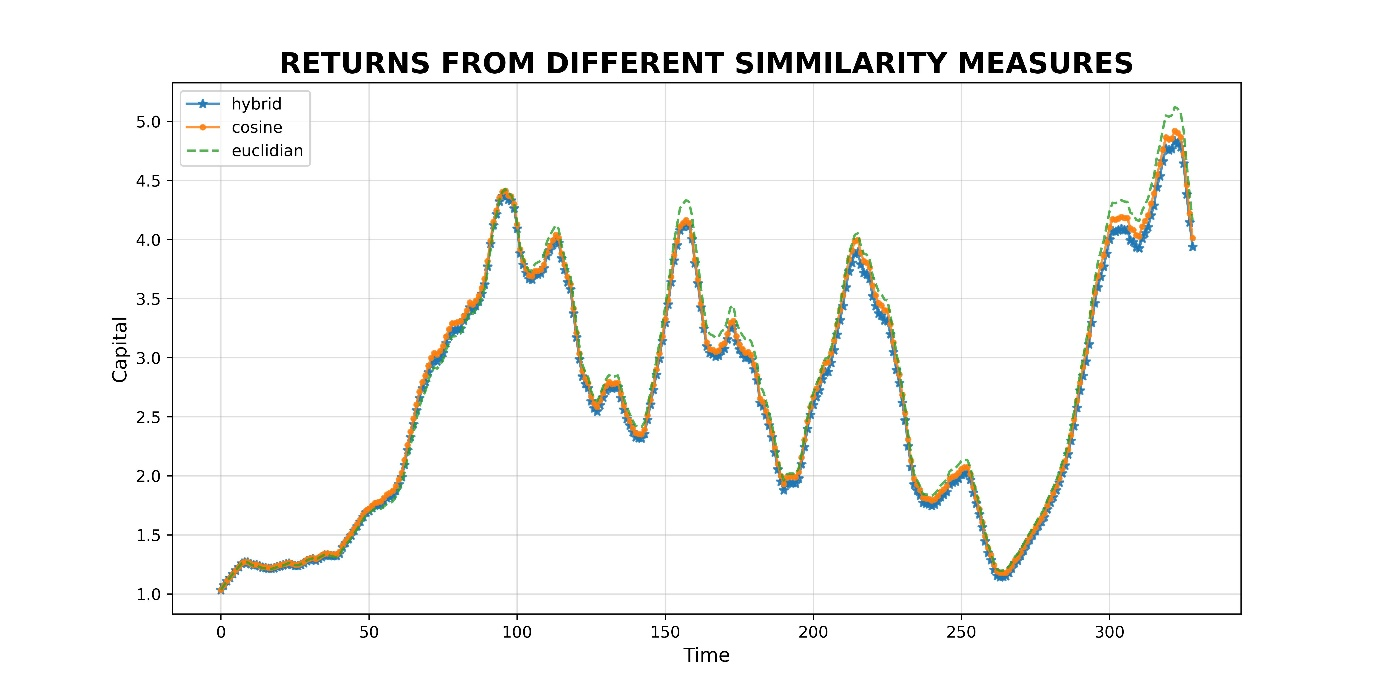 RETURNS FROM DIFFERENT SIMMILARITY MEASURES
hybrid
cosine
euclidian
5.0
4.5
4.0
3.5
3.0
2.5
2.0
1.5
1.0
Capital
0 50 100 150 200 250 300
Time